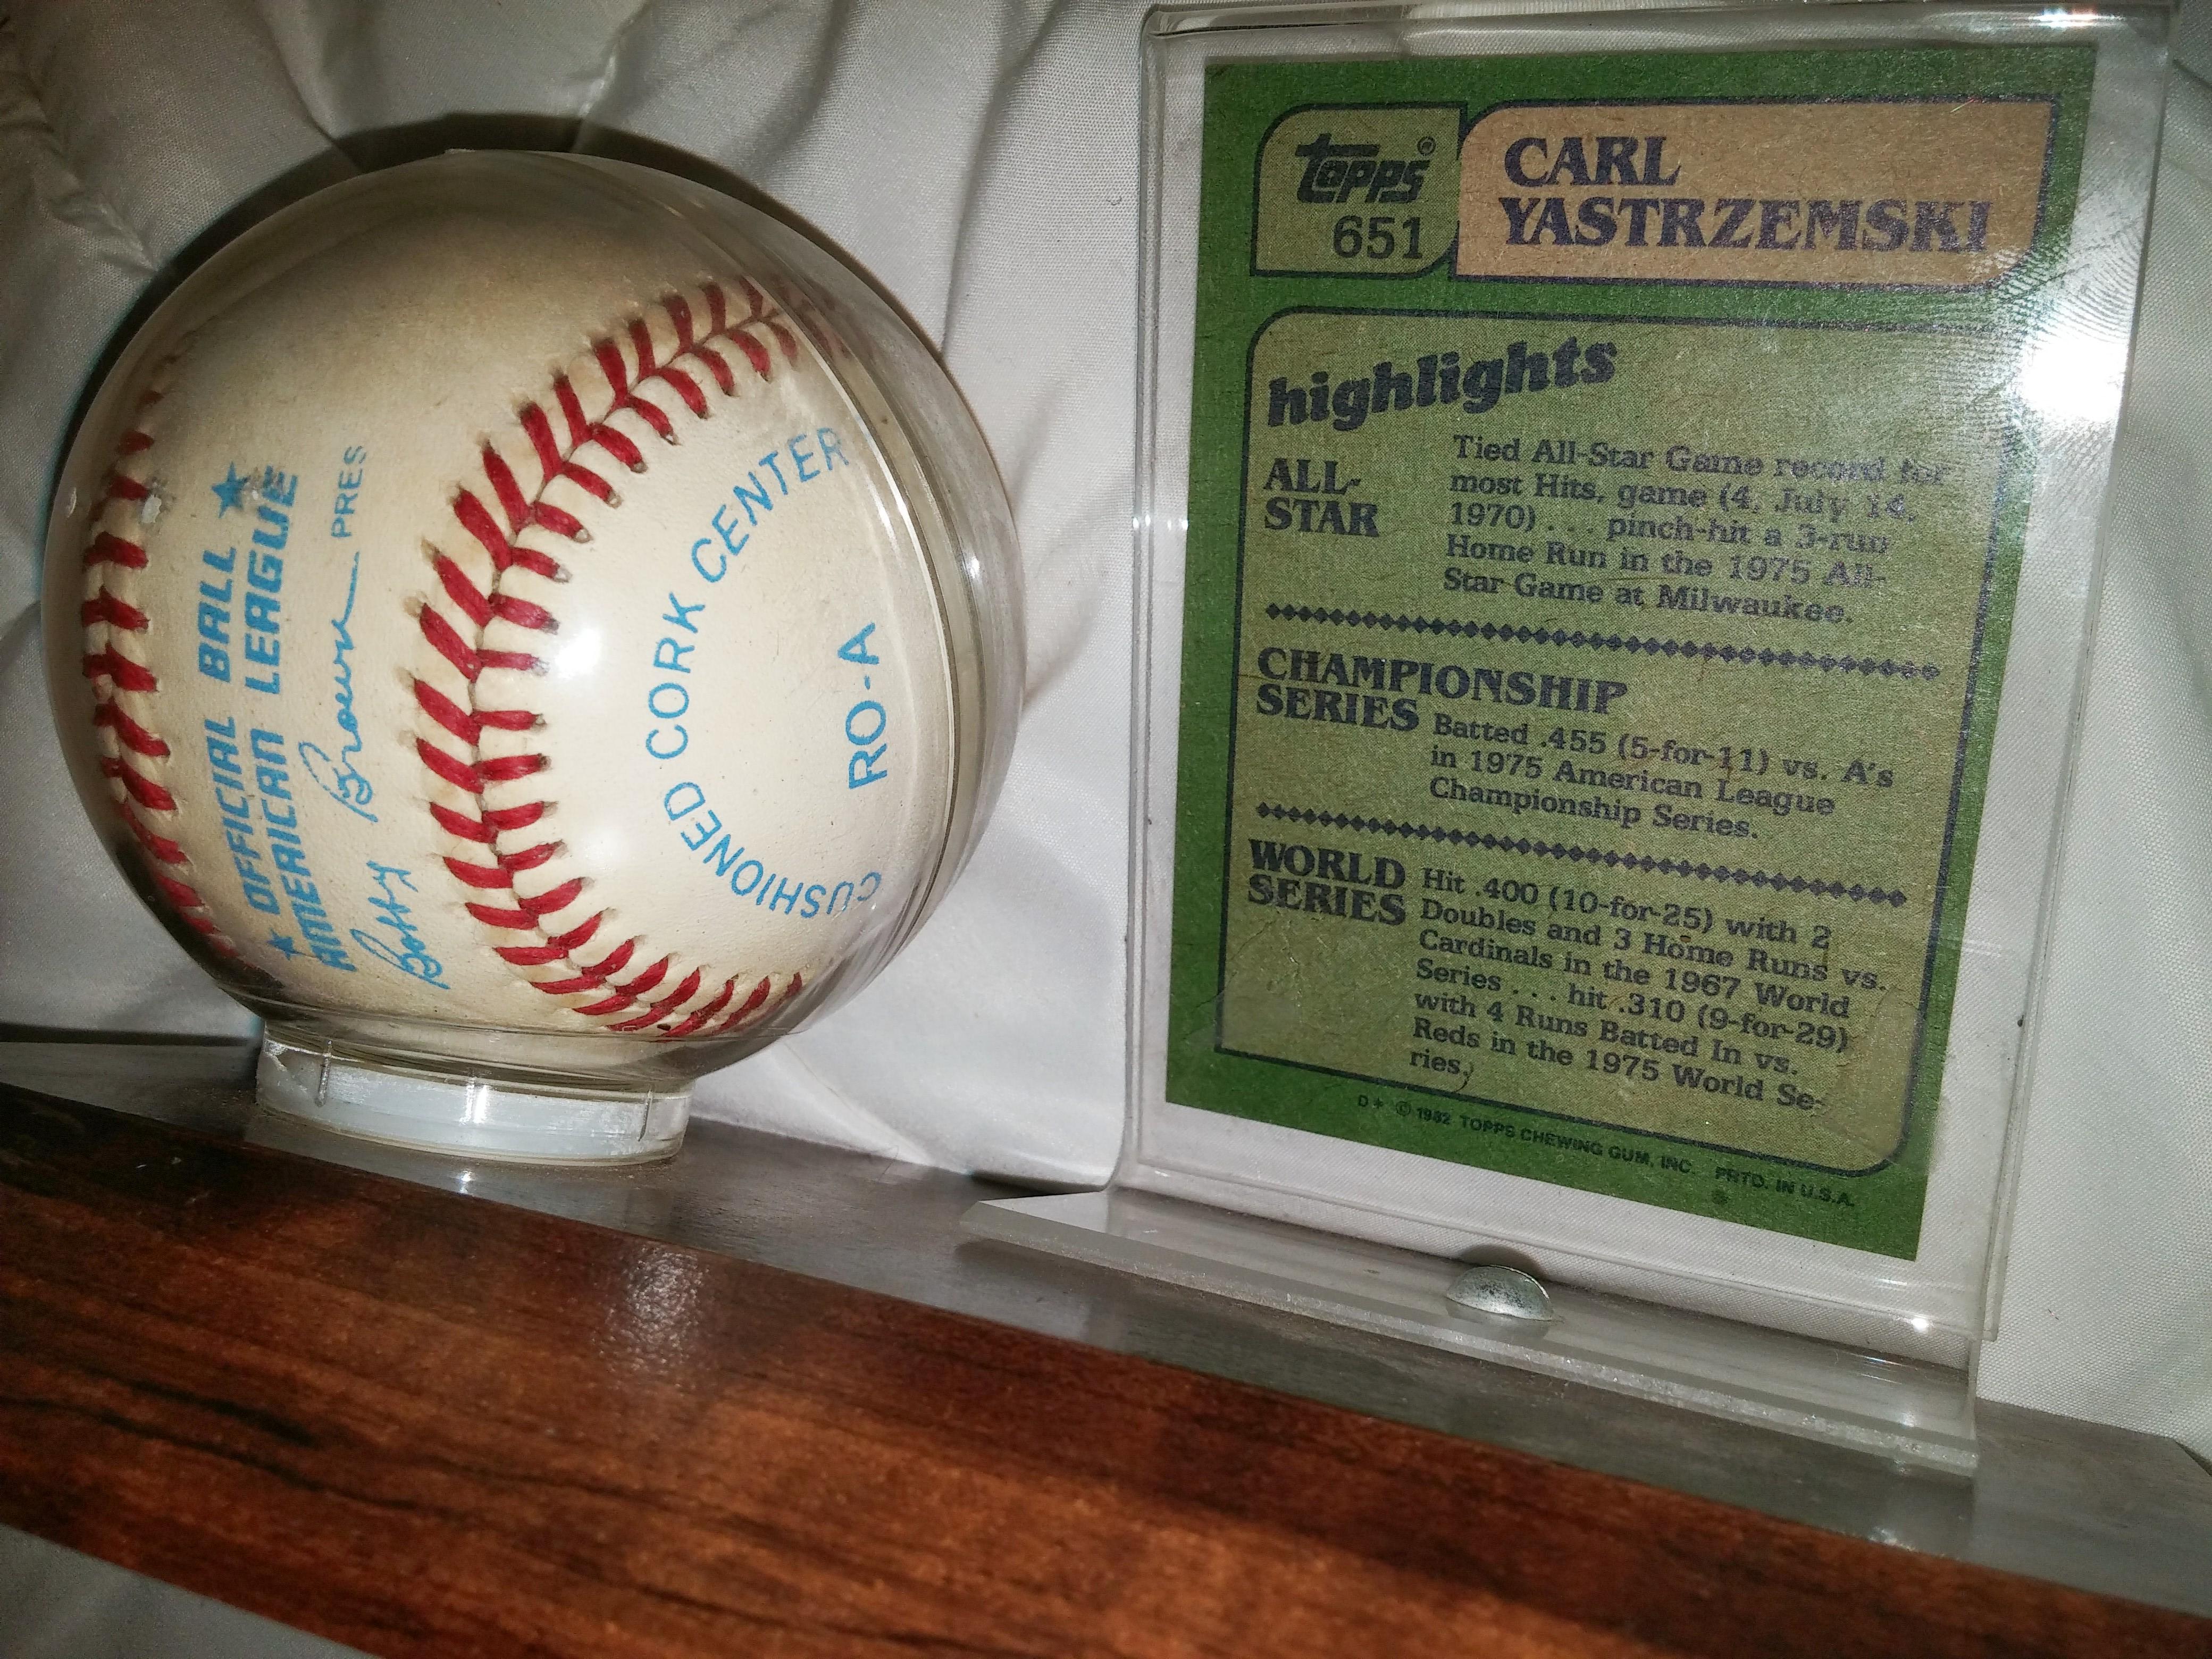 ★ OFFICIAL BALL ★
AMERICAN LEAGUE
Bobby Brown PRES
CUSHIONED CORK CENTER
RO-A
TOPPS®
651
CARL
YASTRZEMSKI
highlights
ALL-
STAR
Tied All-Star Game record for
most Hits, game (4, July 14,
1970) . . . pinch-hit a 3-run
Home Run in the 1975 All-
Star Game at Milwaukee.
CHAMPIONSHIP
SERIES
Batted .455 (5-for-11) vs. A's
in 1975 American League
Championship Series.
WORLD
SERIES
Hit .400 (10-for-25) with 2
Doubles and 3 Home Runs vs.
Cardinals in the 1967 World
Series . . . hit .310 (9-for-29)
with 4 Runs Batted In vs.
Reds in the 1975 World Se-
ries.
D* © 1982 TOPPS CHEWING GUM, INC. PRTD. IN U.S.A.